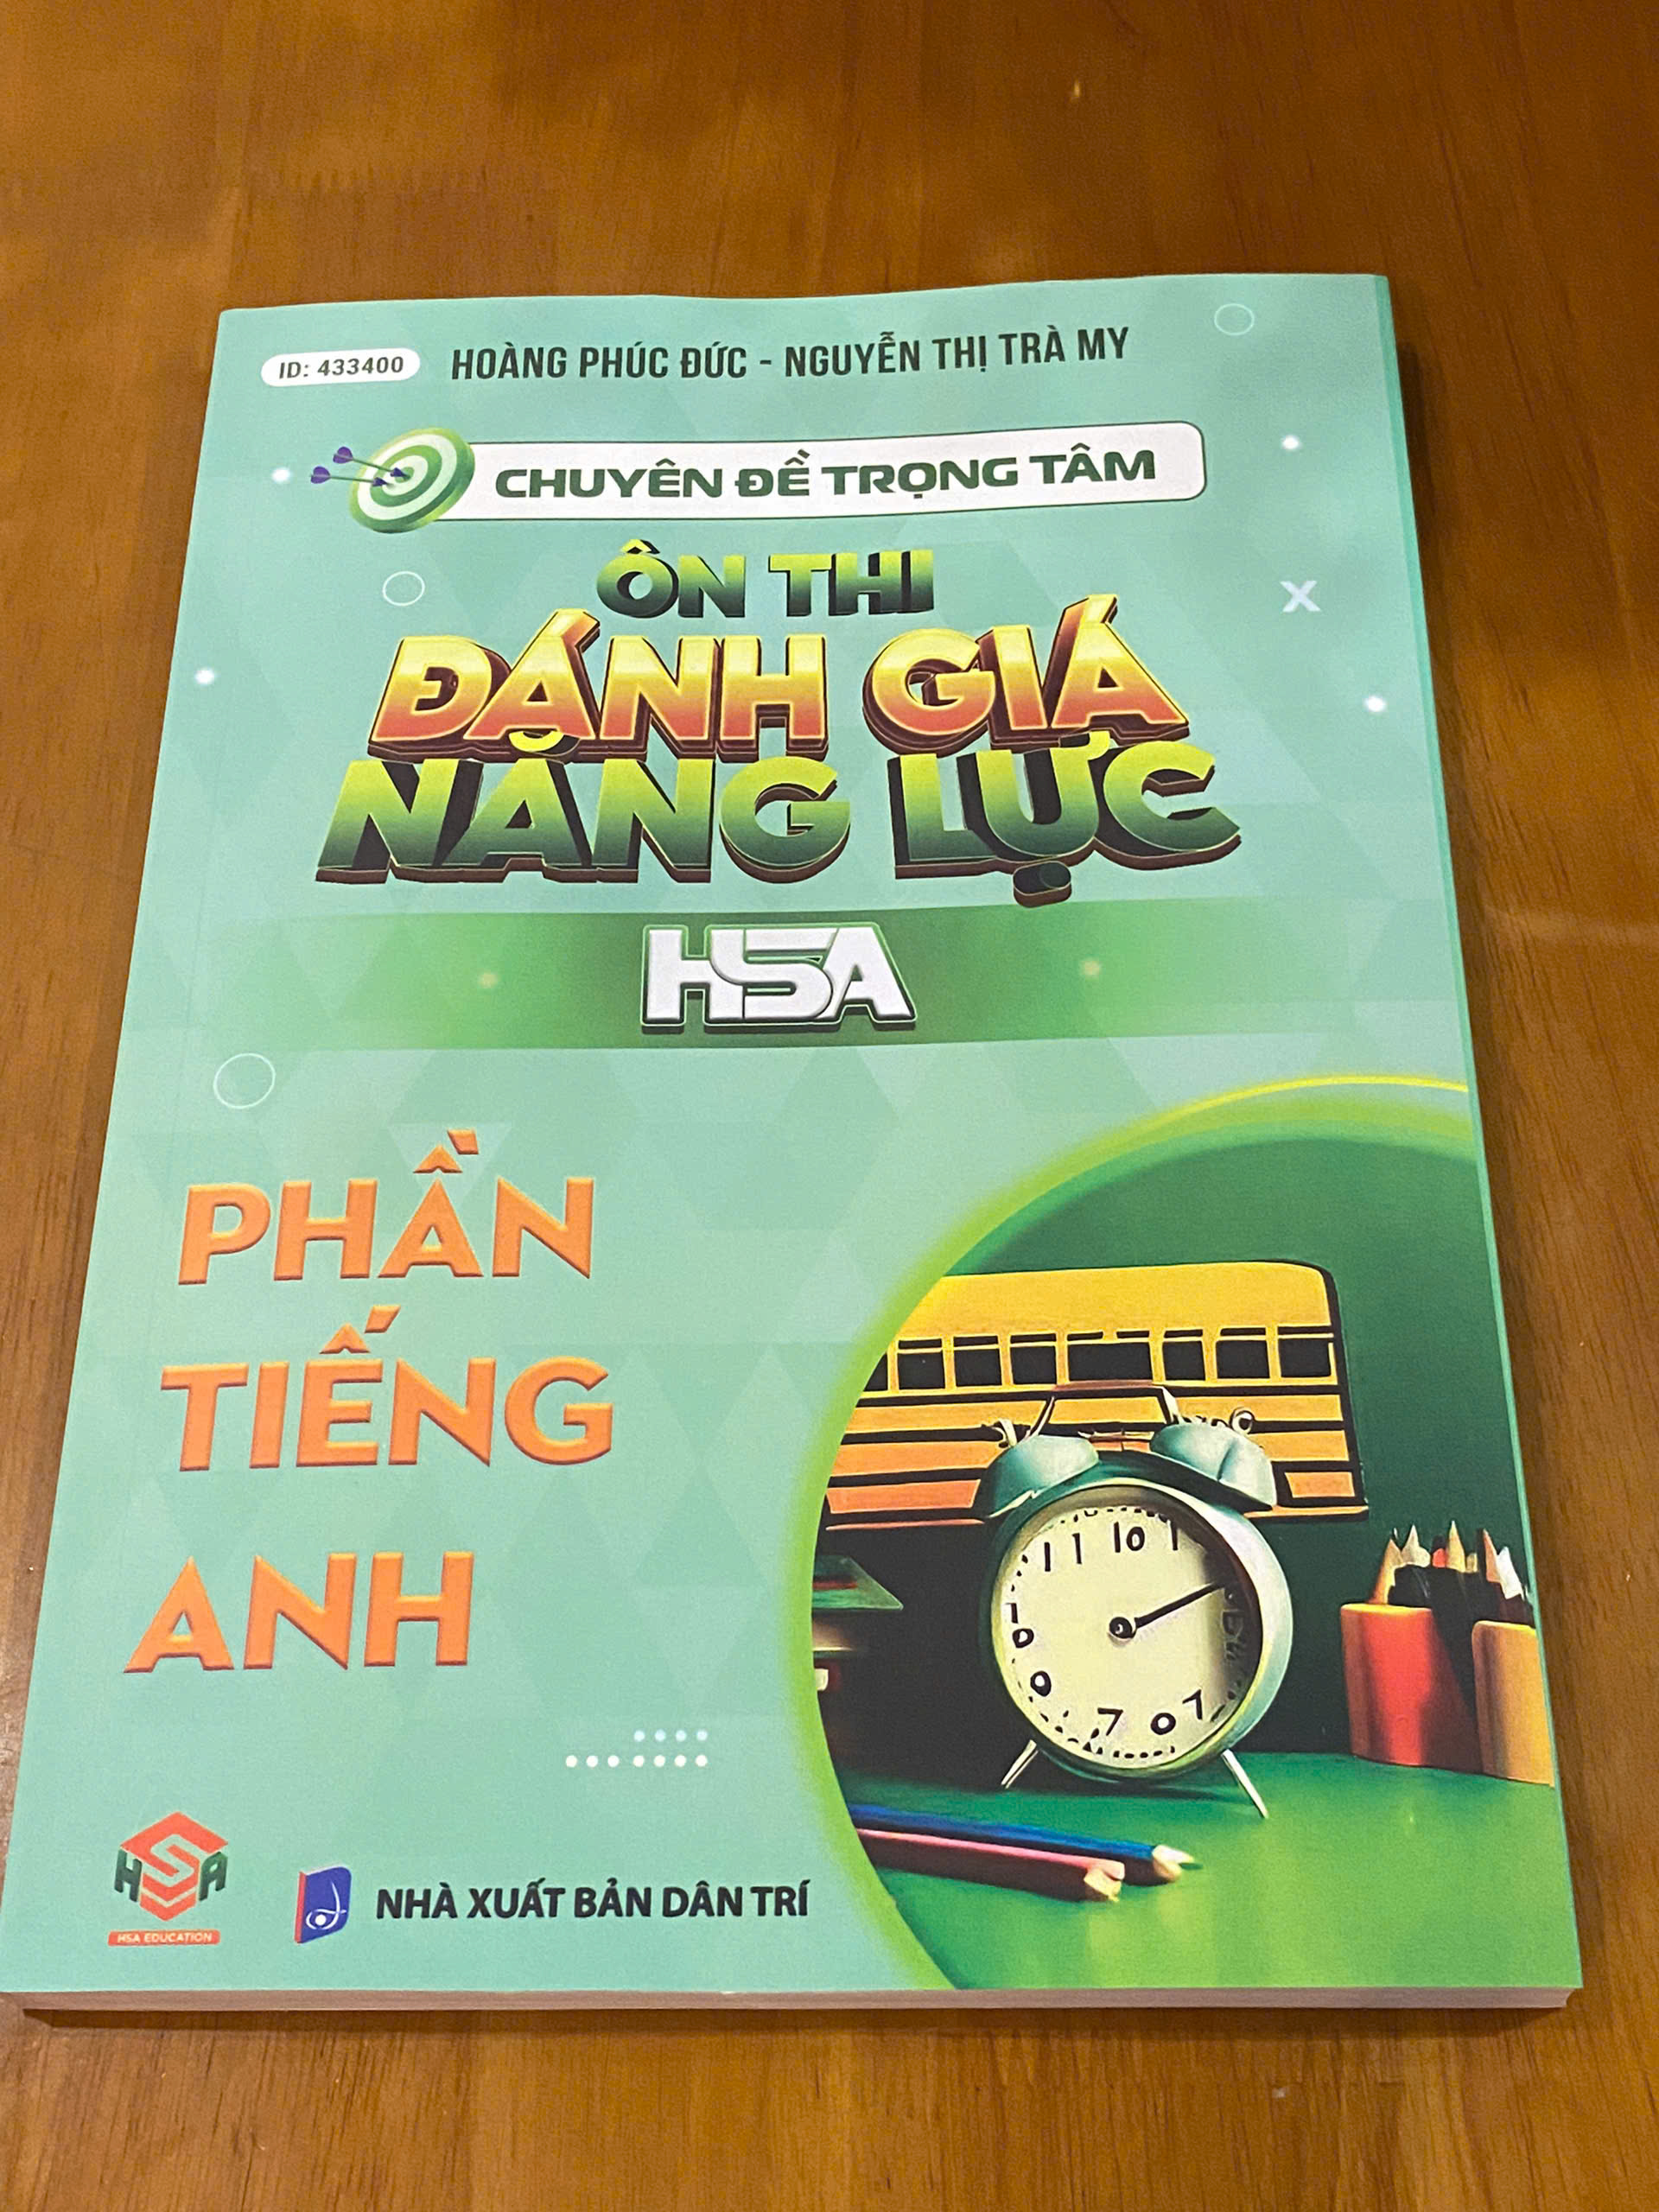 ID: 433400 HOÀNG PHÚC ĐỨC - NGUYỄN THỊ TRÀ MY
CHUYÊN ĐỀ TRỌNG TÂM
ÔN THI
ĐÁNH GIÁ
NĂNG LỰC
HSA
PHẦN
TIẾNG
ANH
HSA
HSA EDUCATION
NHÀ XUẤT BẢN DÂN TRÍ